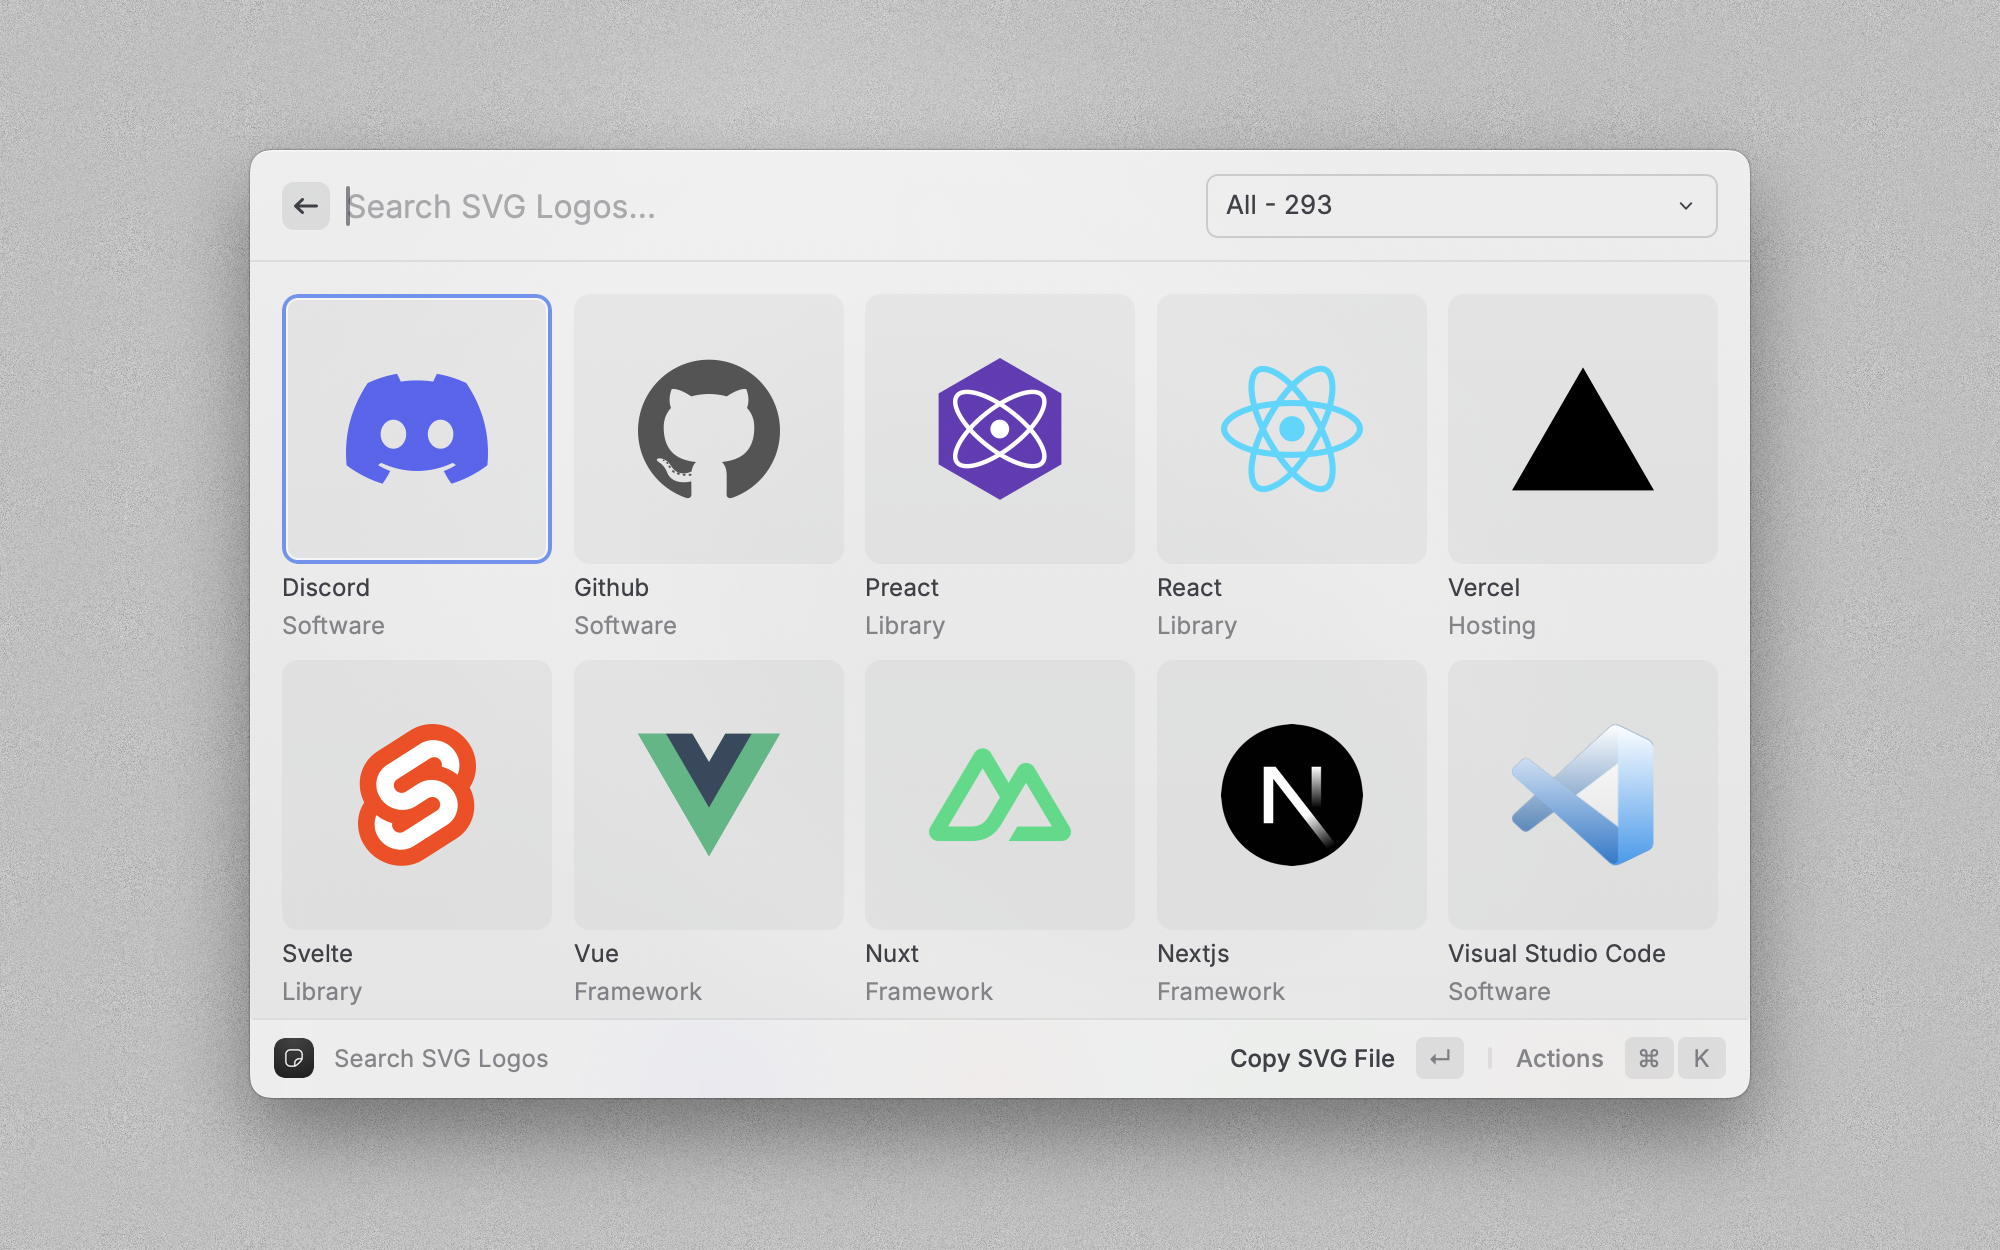 Search SVG Logos...
All - 293
Discord
Software
Github
Software
Preact
Library
React
Library
Vercel
Hosting
Svelte
Library
Vue
Framework
Nuxt
Framework
Nextjs
Framework
Visual Studio Code
Software
Search SVG Logos
Copy SVG File
Actions ⌘ K